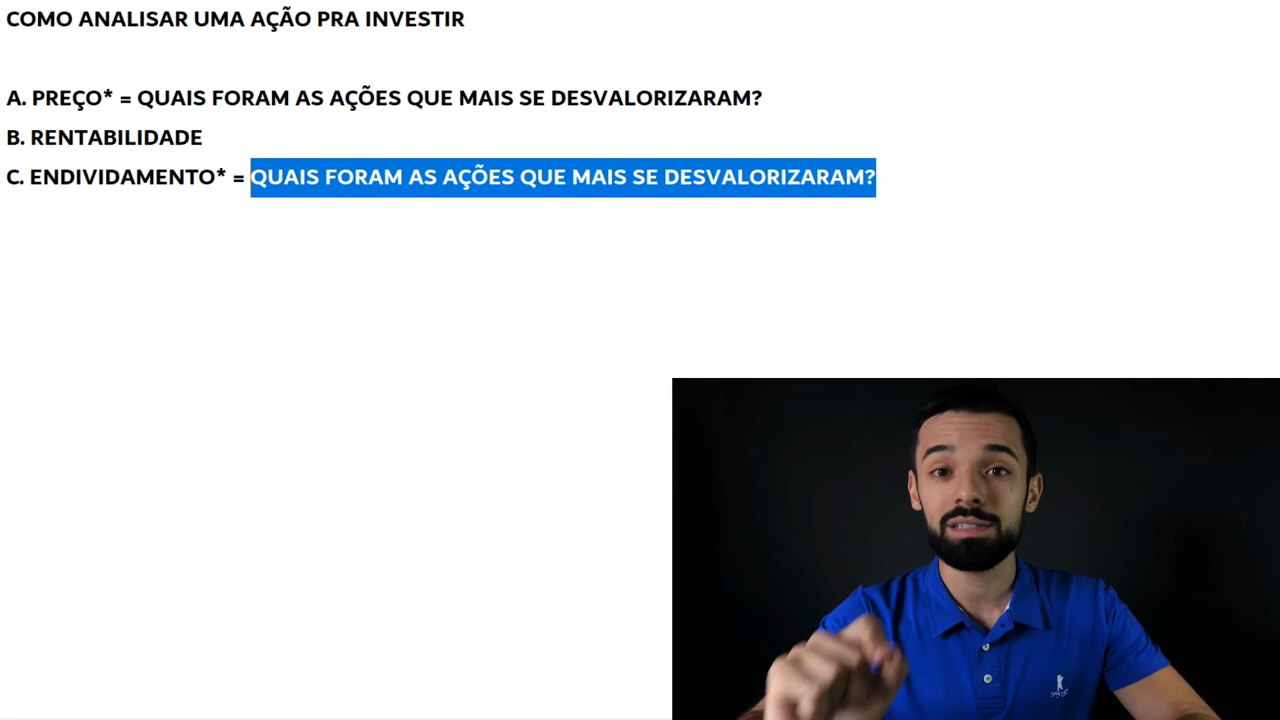 COMO ANALISAR UMA AÇÃO PRA INVESTIR
A. PREÇO* = QUAIS FORAM AS AÇÕES QUE MAIS SE DESVALORIZARAM?
B. RENTABILIDADE
C. ENDIVIDAMENTO* = QUAIS FORAM AS AÇÕES QUE MAIS SE DESVALORIZARAM?